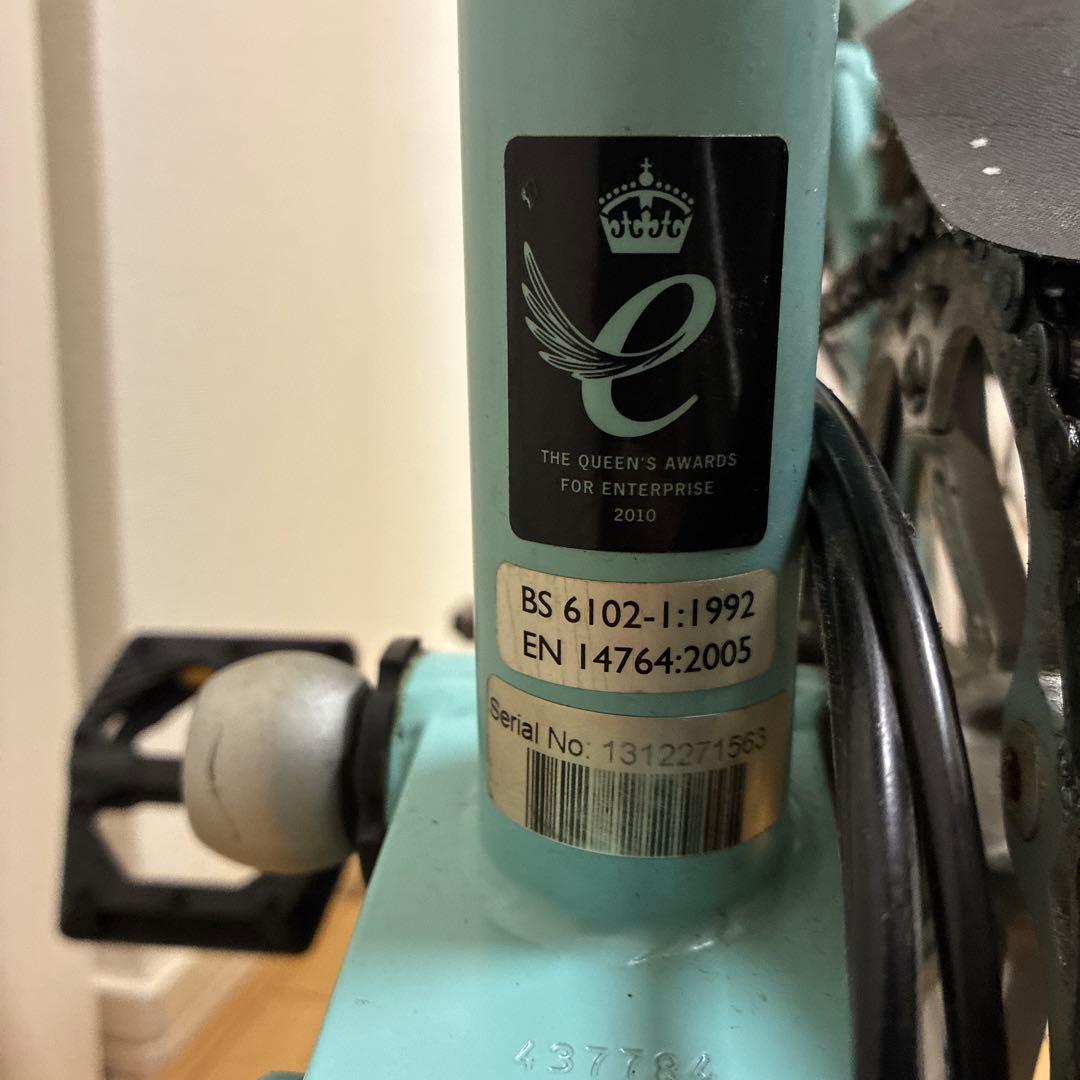 THE QUEEN'S AWARDS
FOR ENTERPRISE
2010
BS 6102-1:1992
EN 14764:2005
Serial No: 1312271563
437784